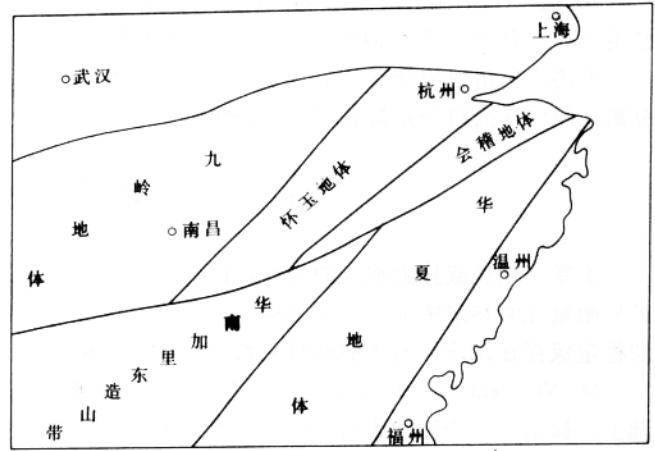 上海
武汉
杭州
九岭地体
南昌
怀玉地体
会稽地体
华夏地体
温州
华南加里东造山带
福州